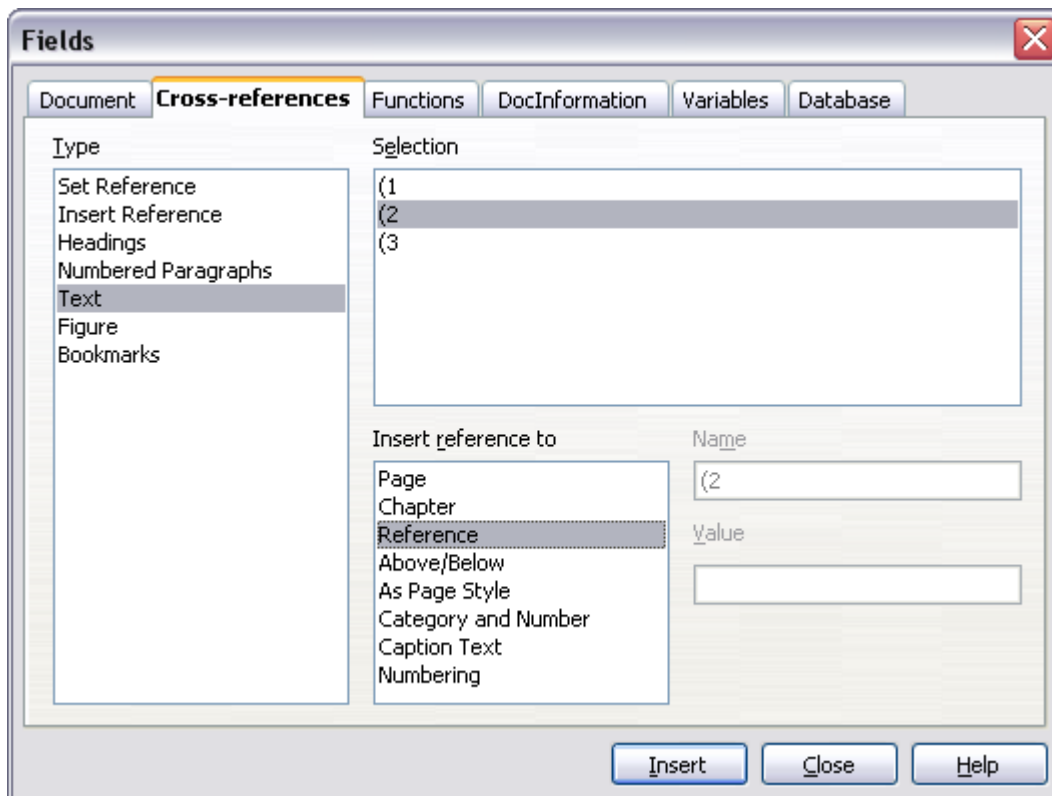 Fields
Document Cross-references Functions DocInformation Variables Database
Type
Set Reference
Insert Reference
Headings
Numbered Paragraphs
Text
Figure
Bookmarks
Selection
(1
(2
(3
Insert reference to
Page
Chapter
Reference
Above/Below
As Page Style
Category and Number
Caption Text
Numbering
Name
(2
Value
Insert Close Help